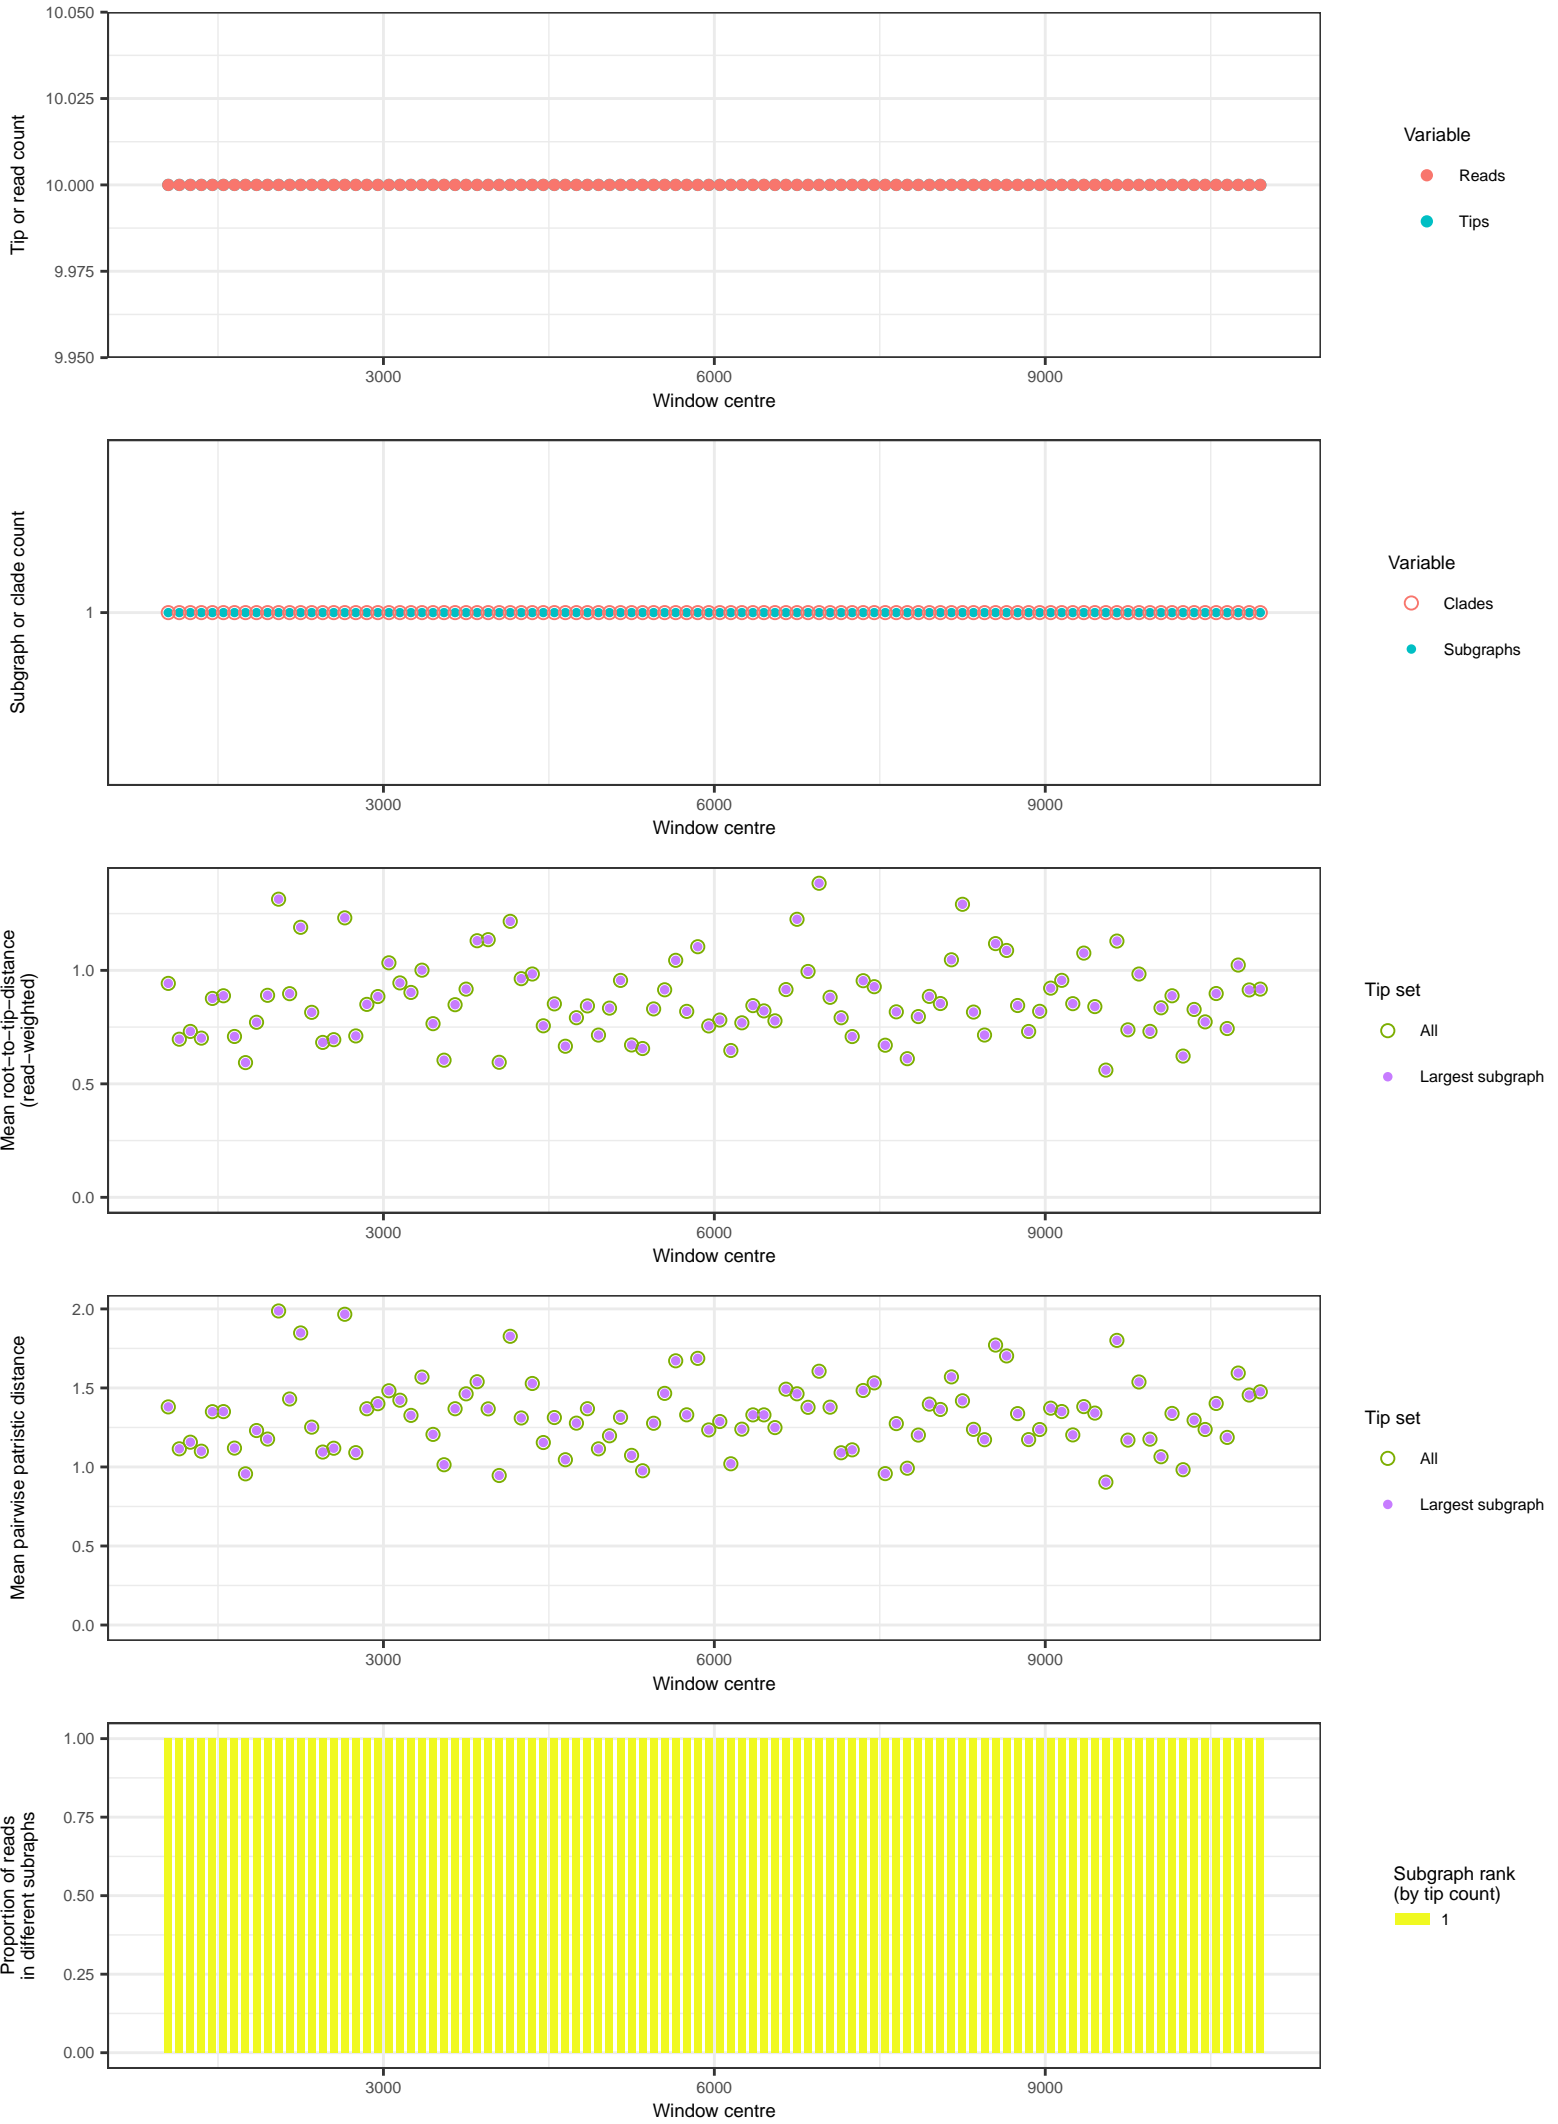 10.050
10.025
10.000
9.975
9.950
Tip or read count
3000
6000
9000
Window centre
Variable
Reads
Tips
1
Subgraph or clade count
3000
6000
9000
Window centre
Variable
Clades
Subgraphs
1.0
0.5
0.0
Mean root−to−tip−distance
(read−weighted)
3000
6000
9000
Window centre
Tip set
All
Largest subgraph
2.0
1.5
1.0
0.5
0.0
Mean pairwise patristic distance
3000
6000
9000
Window centre
Tip set
All
Largest subgraph
1.00
0.75
0.50
0.25
0.00
Proportion of reads
in different subraphs
3000
6000
9000
Window centre
Subgraph rank
(by tip count)
1